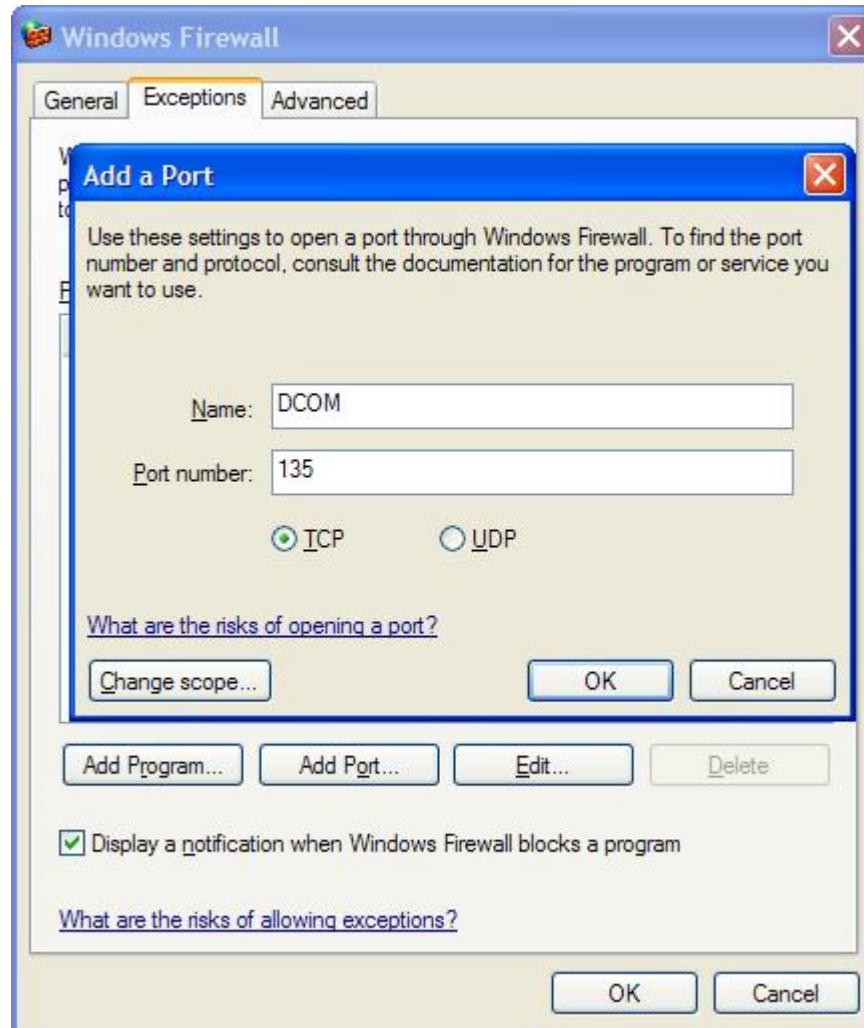 Windows Firewall
General Exceptions Advanced
Add a Port
Use these settings to open a port through Windows Firewall. To find the port
number and protocol, consult the documentation for the program or service you
want to use.
Name: DCOM
Port number: 135
TCP UDP
What are the risks of opening a port?
Change scope... OK Cancel
Add Program... Add Port... Edit... Delete
Display a notification when Windows Firewall blocks a program
What are the risks of allowing exceptions?
OK Cancel